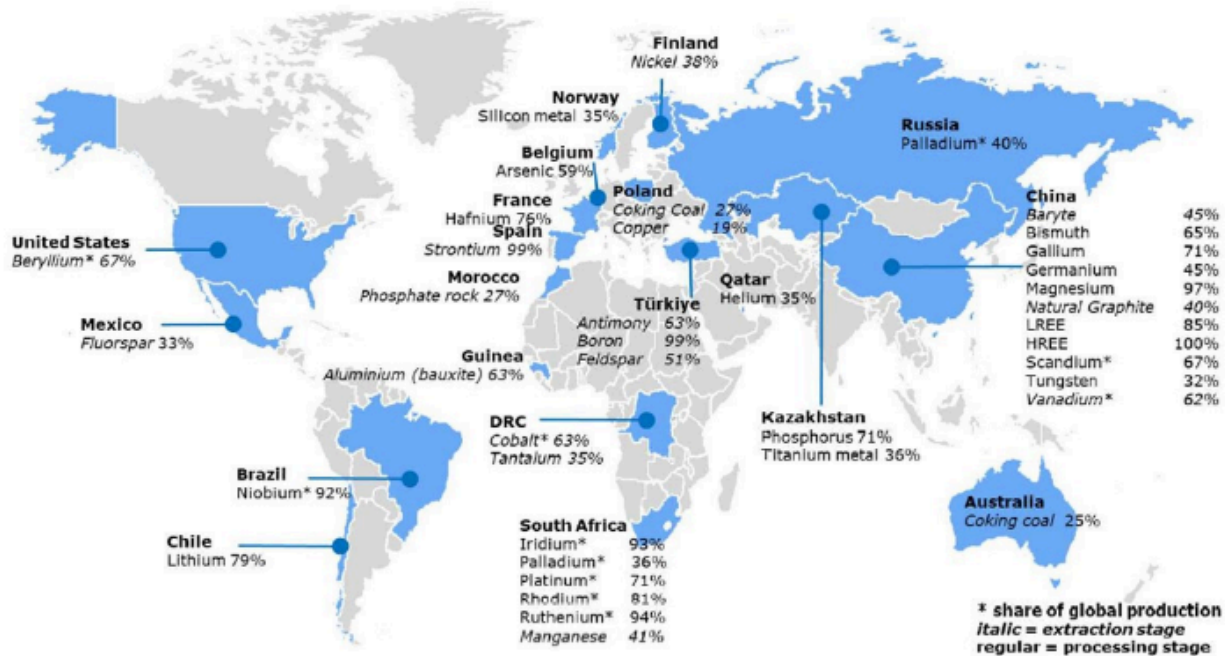 Finland
Nickel 38%
Norway
Silicon metal 35%
Russia
Palladium* 40%
Belgium
Arsenic 59%
France
Hafnium 76%
Poland
Coking Coal 27%
Copper 19%
Spain
Strontium 99%
United States
Beryllium* 67%
Morocco
Phosphate rock 27%
Qatar
Helium 35%
China
Baryte 45%
Bismuth 65%
Gallium 71%
Germanium 45%
Magnesium 97%
Natural Graphite 40%
LREE 85%
HREE 100%
Scandium* 67%
Tungsten 32%
Vanadium* 62%
Mexico
Fluorspar 33%
Türkiye
Antimony 63%
Boron 99%
Feldspar 51%
Guinea
Aluminium (bauxite) 63%
DRC
Cobalt* 63%
Tantalum 35%
Kazakhstan
Phosphorus 71%
Titanium metal 36%
Brazil
Niobium* 92%
Australia
Coking coal 25%
Chile
Lithium 79%
South Africa
Iridium* 93%
Palladium* 36%
Platinum* 71%
Rhodium* 81%
Ruthenium* 94%
Manganese 41%
* share of global production
italic = extraction stage
regular = processing stage